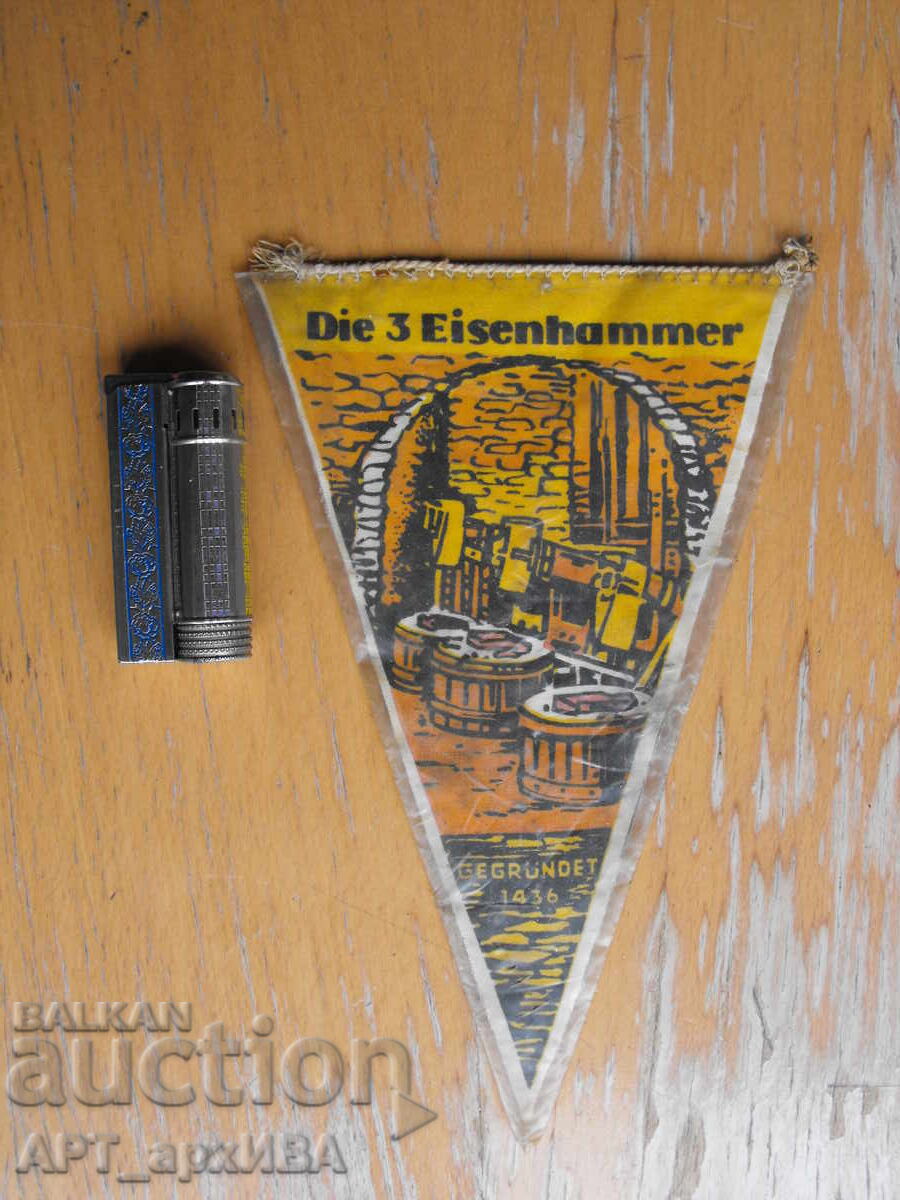 Die 3 Eisenhammer
GEGRÜNDET
1436
BALKAN
auction
АРТ_архиВА